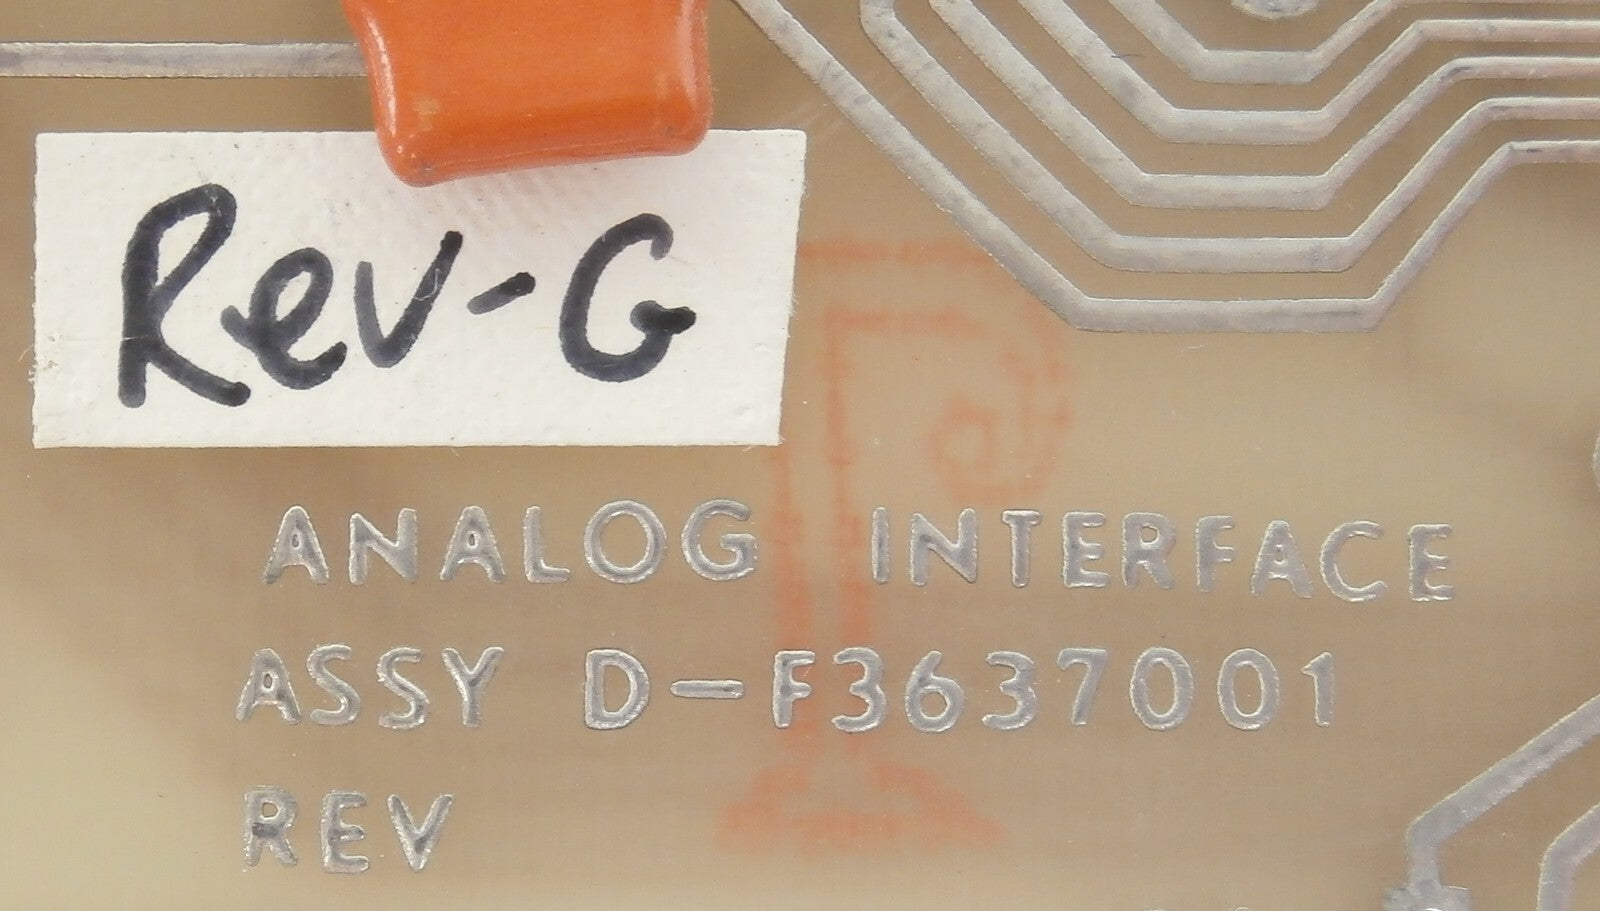 Rev-G
ANALOG INTERFACE
ASSY D-F3637001
REV